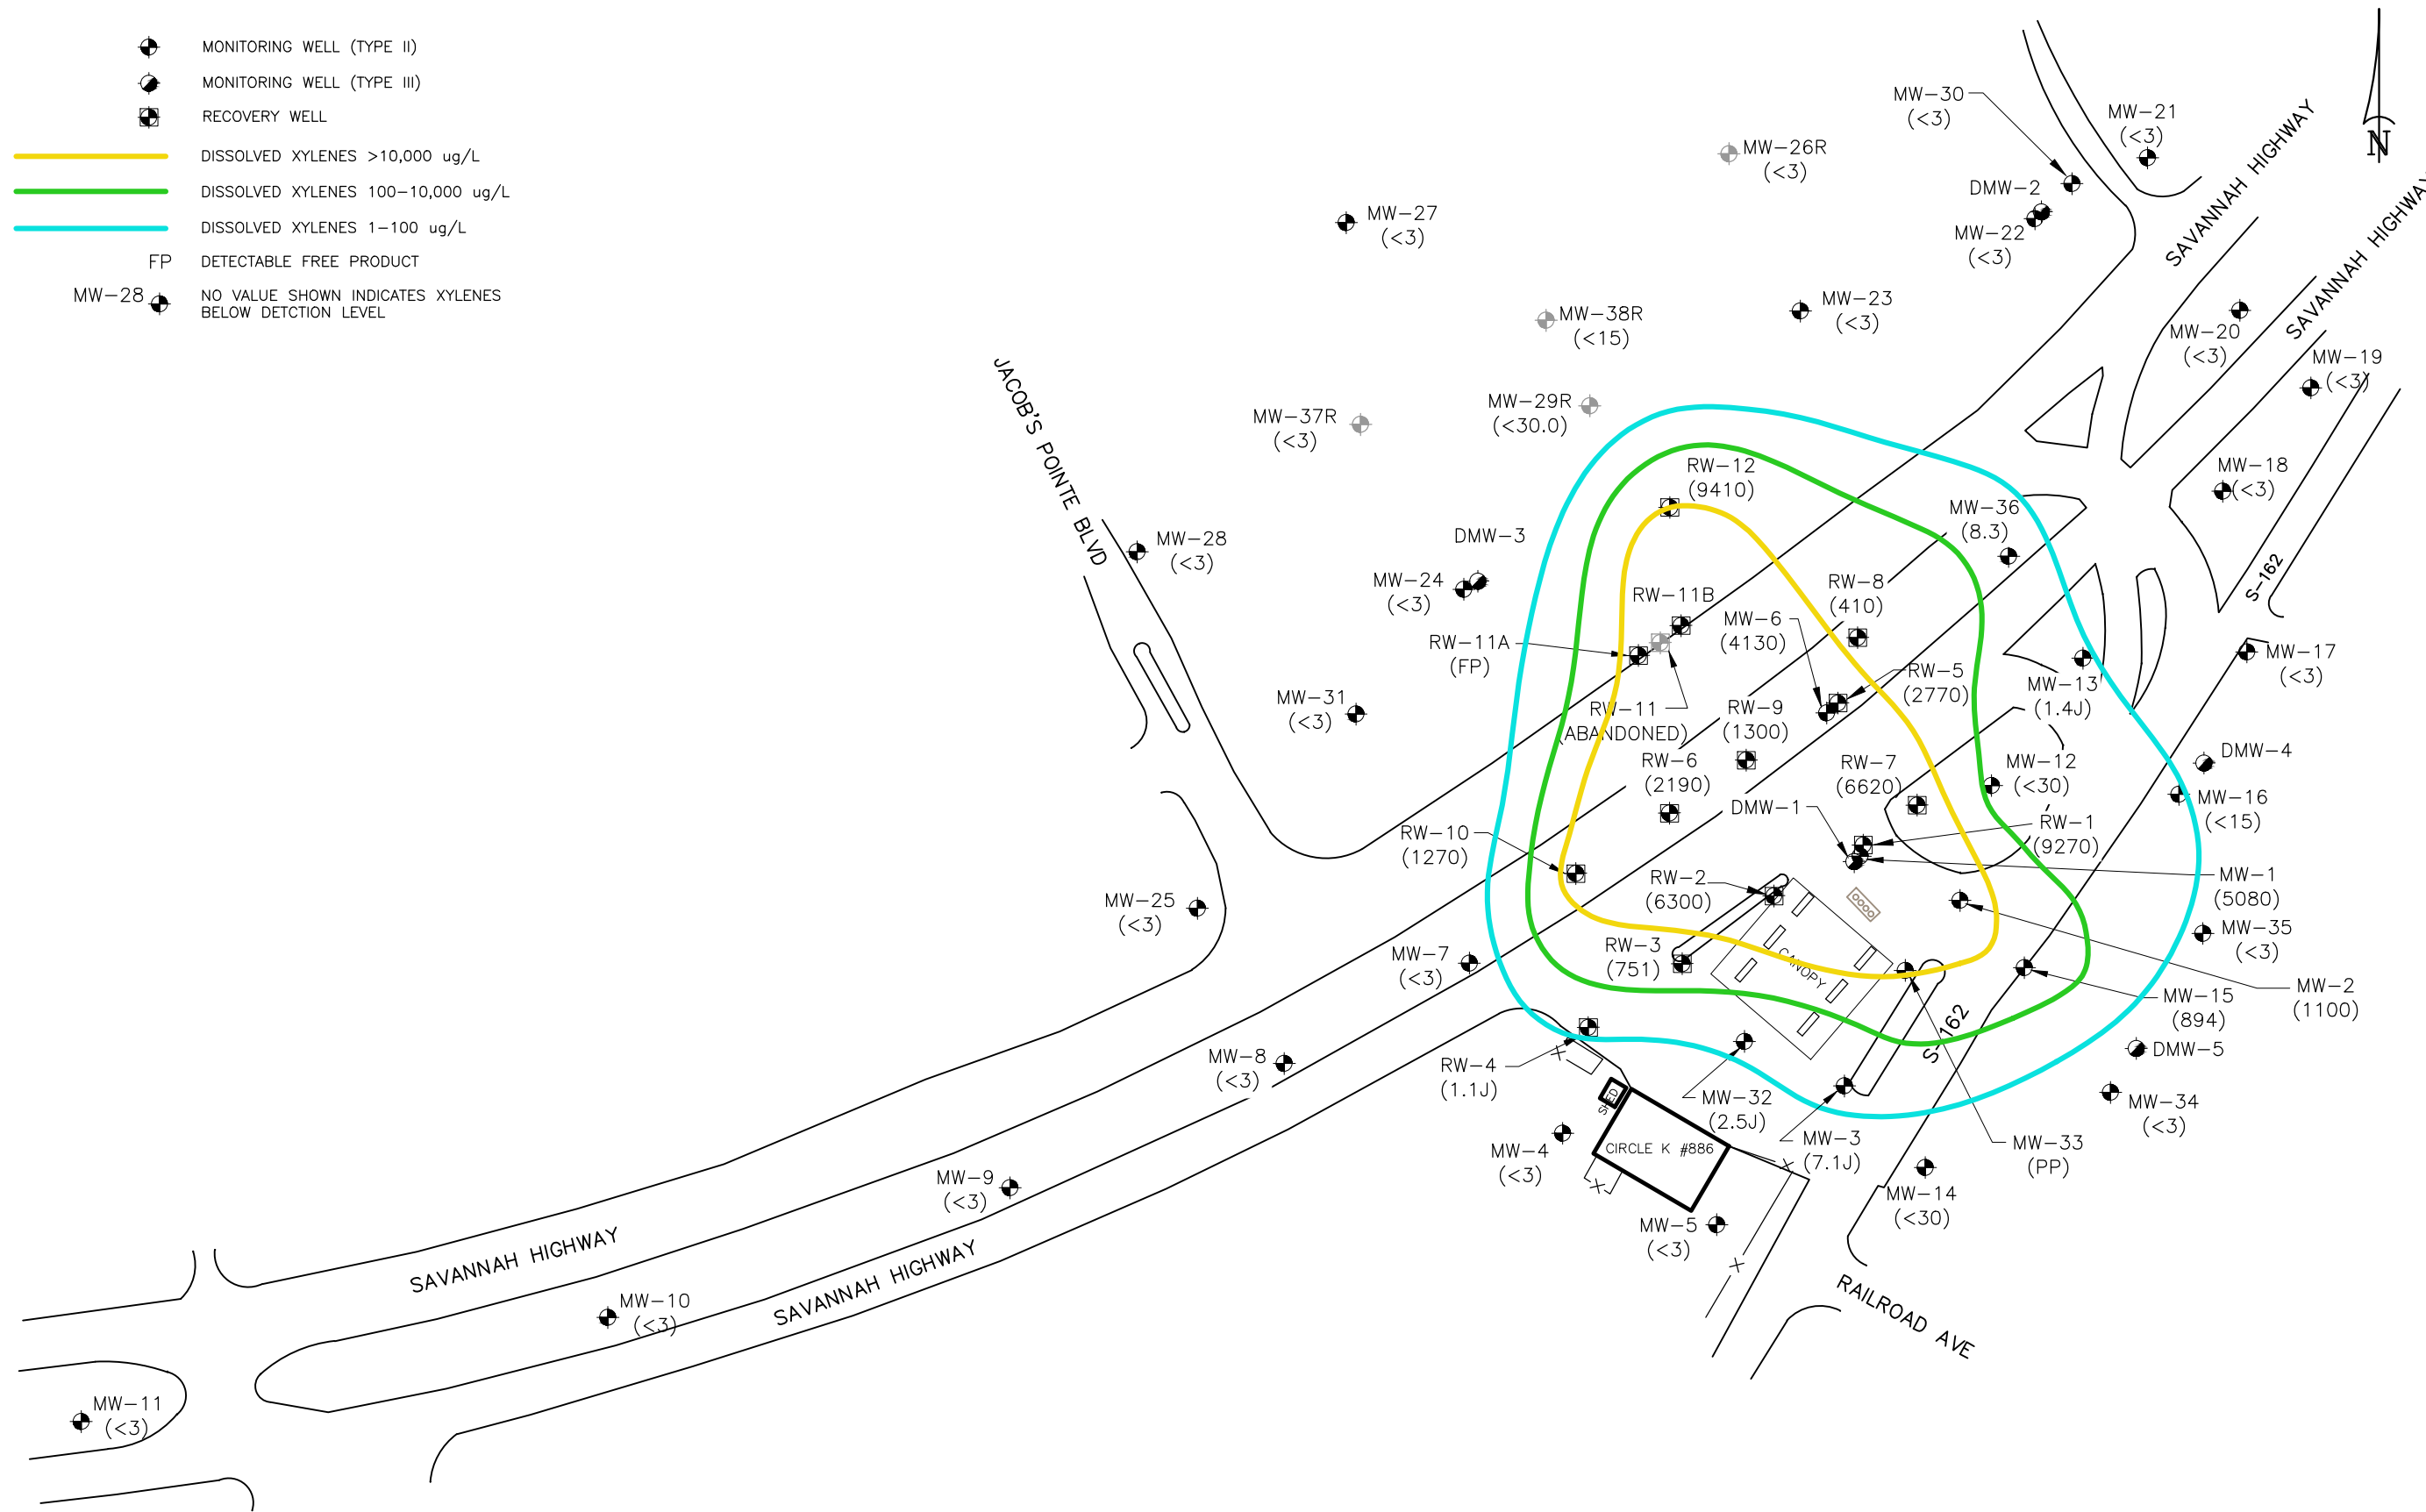 MONITORING WELL (TYPE II)
MONITORING WELL (TYPE III)
RECOVERY WELL
DISSOLVED XYLENES >10,000 ug/L
DISSOLVED XYLENES 100-10,000 ug/L
DISSOLVED XYLENES 1-100 ug/L
FP
DETECTABLE FREE PRODUCT
MW-28
NO VALUE SHOWN INDICATES XYLENES
BELOW DETCTION LEVEL
N
MW-30
(<3)
MW-21
(<3)
MW-26R
(<3)
DMW-2
MW-22
(<3)
SAVANNAH HIGHWAY
SAVANNAH HIGHWAY
MW-27
(<3)
MW-38R
(<15)
MW-23
(<3)
MW-20
(<3)
MW-19
(<3)
MW-37R
(<3)
MW-29R
(<30.0)
JACOB'S POINTE BLVD
RW-12
(9410)
MW-18
(<3)
MW-36
(8.3)
MW-28
(<3)
DMW-3
MW-24
(<3)
RW-11B
RW-8
(410)
S-162
MW-6
(4130)
RW-11A
(FP)
MW-17
(<3)
RW-5
(2770)
MW-13
(1.4J)
MW-31
(<3)
RW-11
(ABANDONED)
RW-9
(1300)
DMW-4
RW-6
(2190)
RW-7
(6620)
MW-12
(<30)
MW-16
(<15)
DMW-1
RW-1
(9270)
RW-10
(1270)
MW-1
(5080)
RW-2
(6300)
MW-25
(<3)
MW-35
(<3)
RW-3
(751)
CANOPY
MW-7
(<3)
MW-2
(1100)
MW-15
(894)
S-162
DMW-5
MW-8
(<3)
RW-4
(1.1J)
X
SHED
MW-32
(2.5J)
MW-34
(<3)
MW-4
(<3)
CIRCLE K #886
MW-3
(7.1J)
X
MW-33
(PP)
X
MW-9
(<3)
MW-14
(<30)
MW-5
(<3)
X
SAVANNAH HIGHWAY
SAVANNAH HIGHWAY
RAILROAD AVE
MW-10
(<3)
MW-11
(<3)